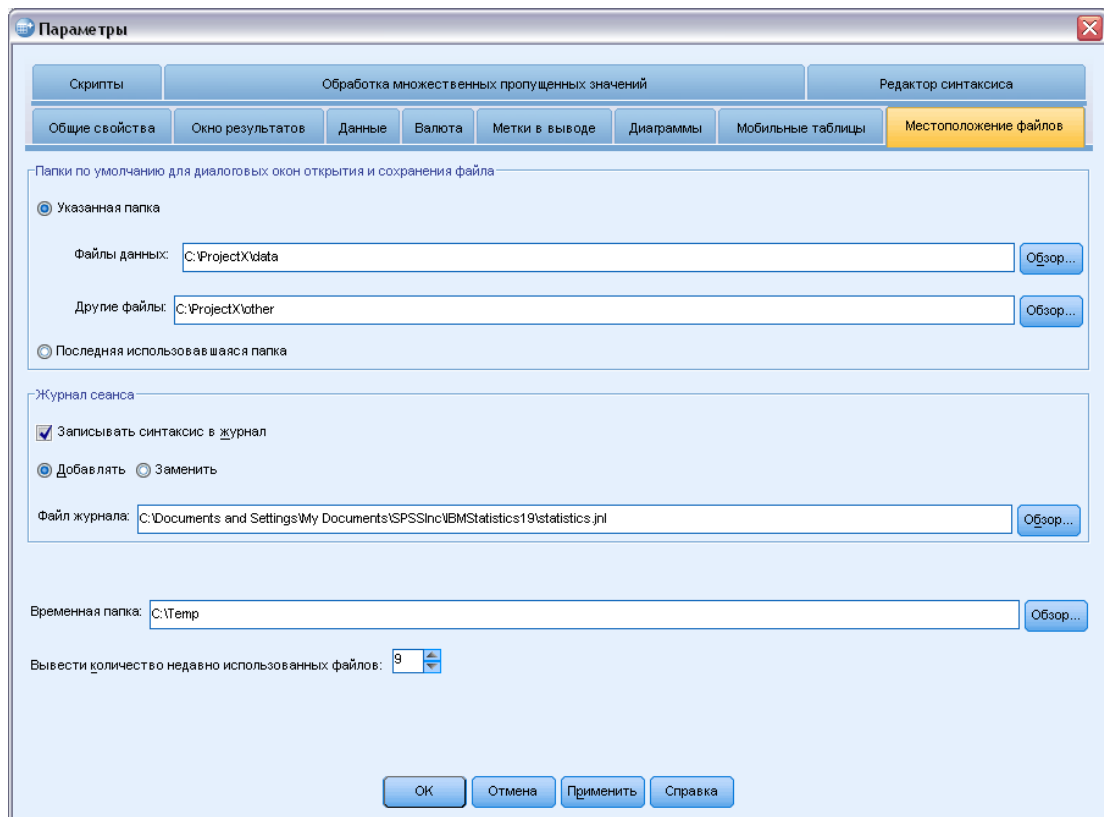 Параметры
Скрипты
Обработка множественных пропущенных значений
Редактор синтаксиса
Общие свойства
Окно результатов
Данные
Валюта
Метки в выводе
Диаграммы
Мобильные таблицы
Местоположение файлов
Папки по умолчанию для диалоговых окон открытия и сохранения файла
Указанная папка
Файлы данных: C:\ProjectX\data Обзор...
Другие файлы: C:\ProjectX\other Обзор...
Последняя использовавшаяся папка
Журнал сеанса
Записывать синтаксис в журнал
Добавлять Заменить
Файл журнала: C:\Documents and Settings\My Documents\SPSSInc\IBMStatistics19\statistics.jnl Обзор...
Временная папка: C:\Temp Обзор...
Вывести количество недавно использованных файлов: 9
OK Отмена Применить Справка